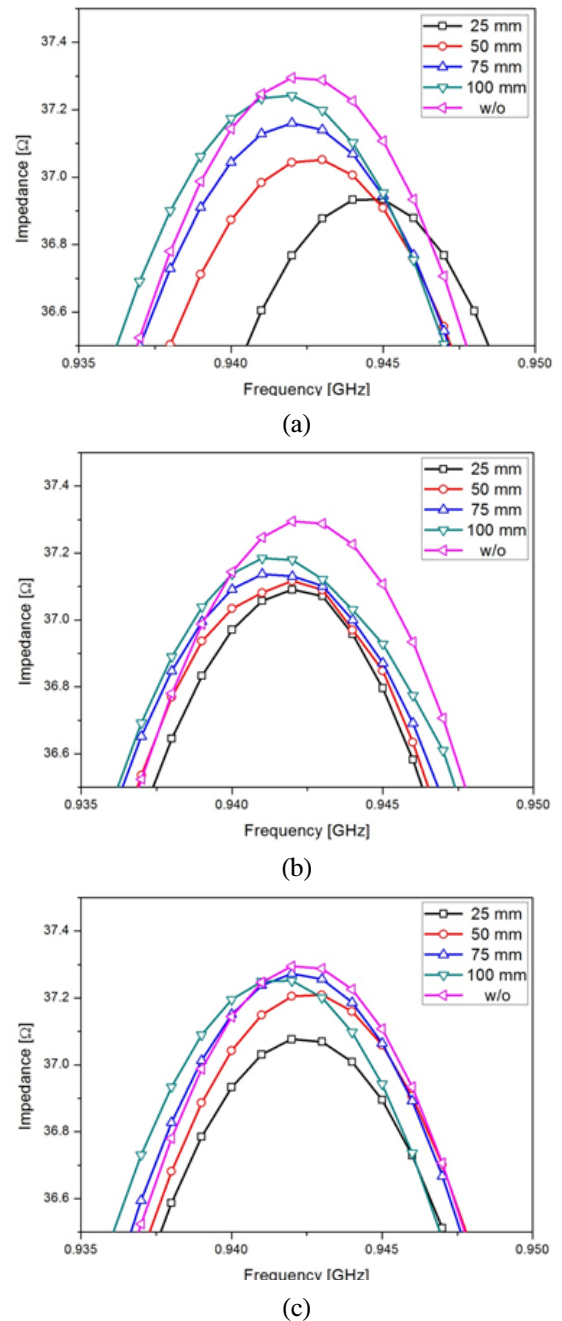 37.4
37.2
37.0
36.8
36.6
Impedance [Ω]
25 mm
50 mm
75 mm
100 mm
w/o
0.935
0.940
0.945
0.950
Frequency [GHz]
(a)
37.4
37.2
37.0
36.8
36.6
Impedance [Ω]
25 mm
50 mm
75 mm
100 mm
w/o
0.935
0.940
0.945
0.950
Frequency [GHz]
(b)
37.4
37.2
37.0
36.8
36.6
Impedance [Ω]
25 mm
50 mm
75 mm
100 mm
w/o
0.935
0.940
0.945
0.950
Frequency [GHz]
(c)